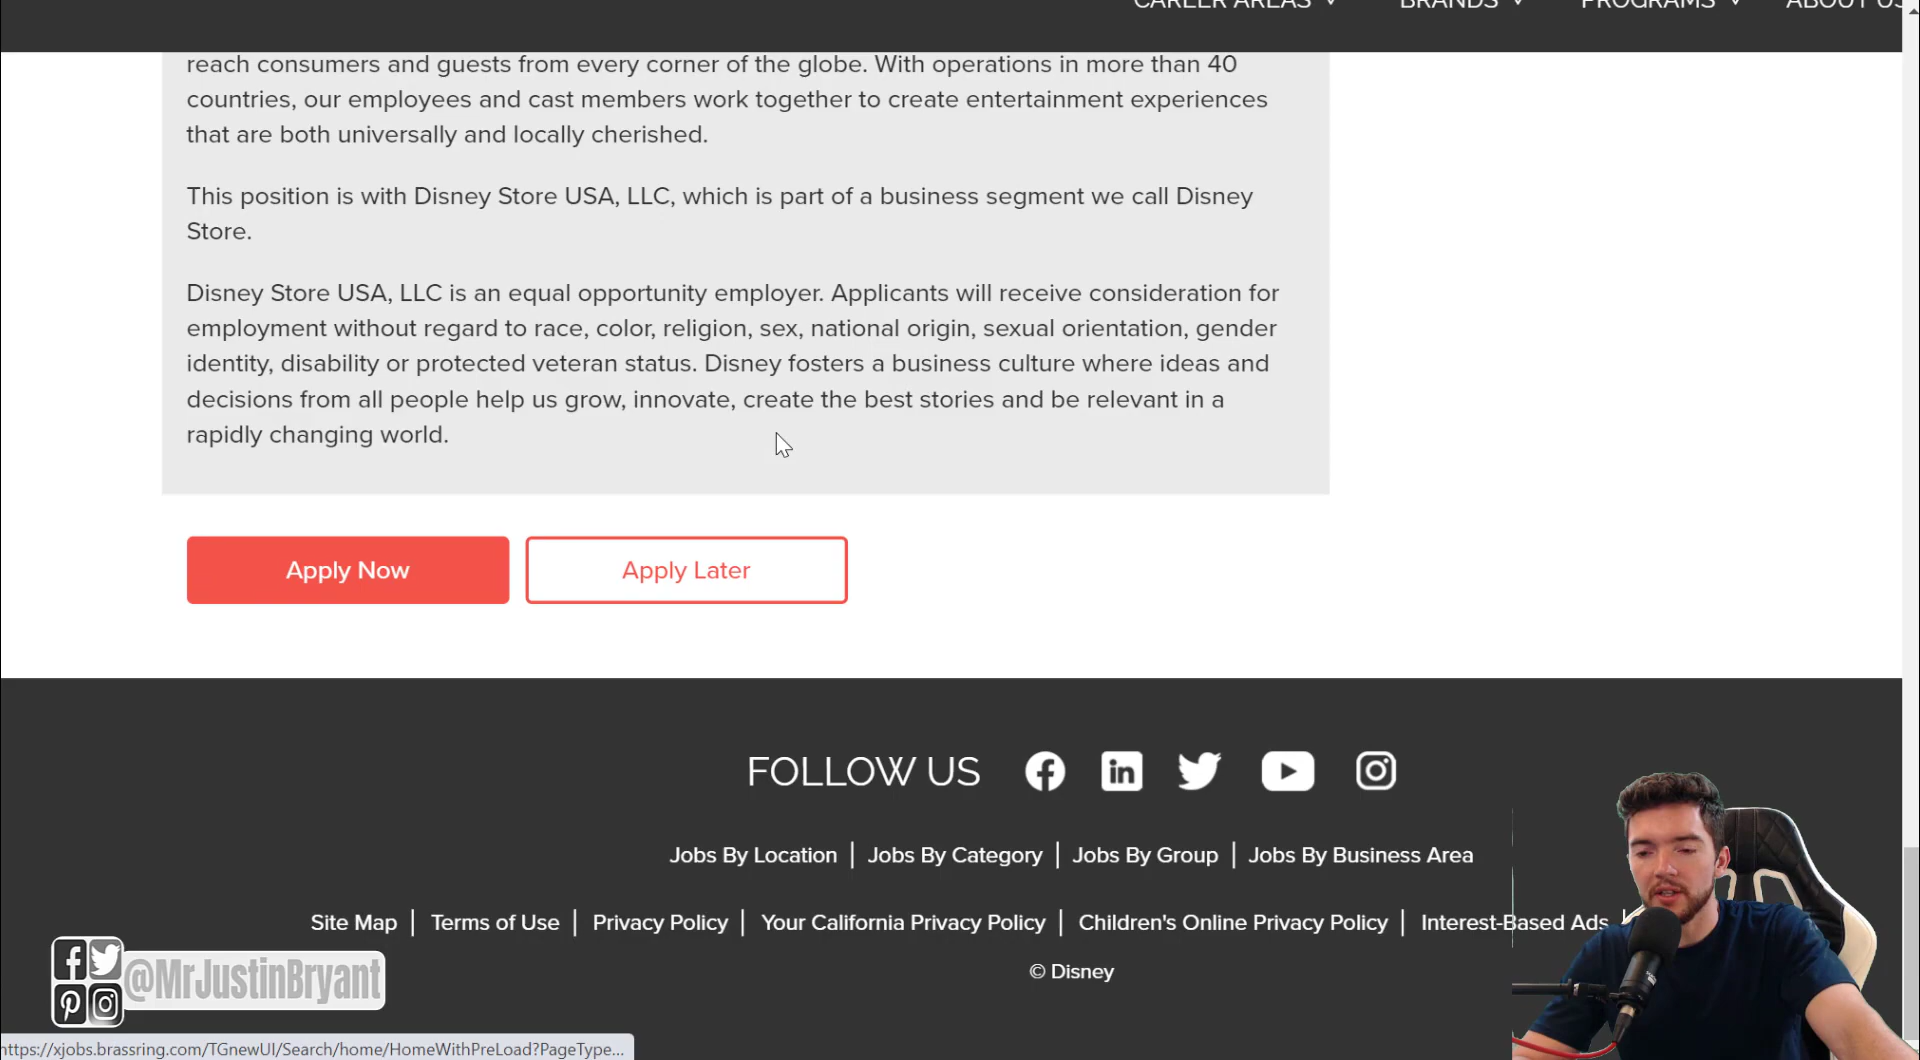 CAREER AREAS
BRANDS
PROGRAMS
ABOUT US
reach consumers and guests from every corner of the globe. With operations in more than 40
countries, our employees and cast members work together to create entertainment experiences
that are both universally and locally cherished.
This position is with Disney Store USA, LLC, which is part of a business segment we call Disney
Store.
Disney Store USA, LLC is an equal opportunity employer. Applicants will receive consideration for
employment without regard to race, color, religion, sex, national origin, sexual orientation, gender
identity, disability or protected veteran status. Disney fosters a business culture where ideas and
decisions from all people help us grow, innovate, create the best stories and be relevant in a
rapidly changing world.
Apply Now
Apply Later
FOLLOW US
Jobs By Location | Jobs By Category | Jobs By Group | Jobs By Business Area
Site Map | Terms of Use | Privacy Policy | Your California Privacy Policy | Children's Online Privacy Policy | Interest-Based Ads
© Disney
@MrJustinBryant
https://xjobs.brassring.com/TGnewUI/Search/home/HomeWithPreLoad?PageType...